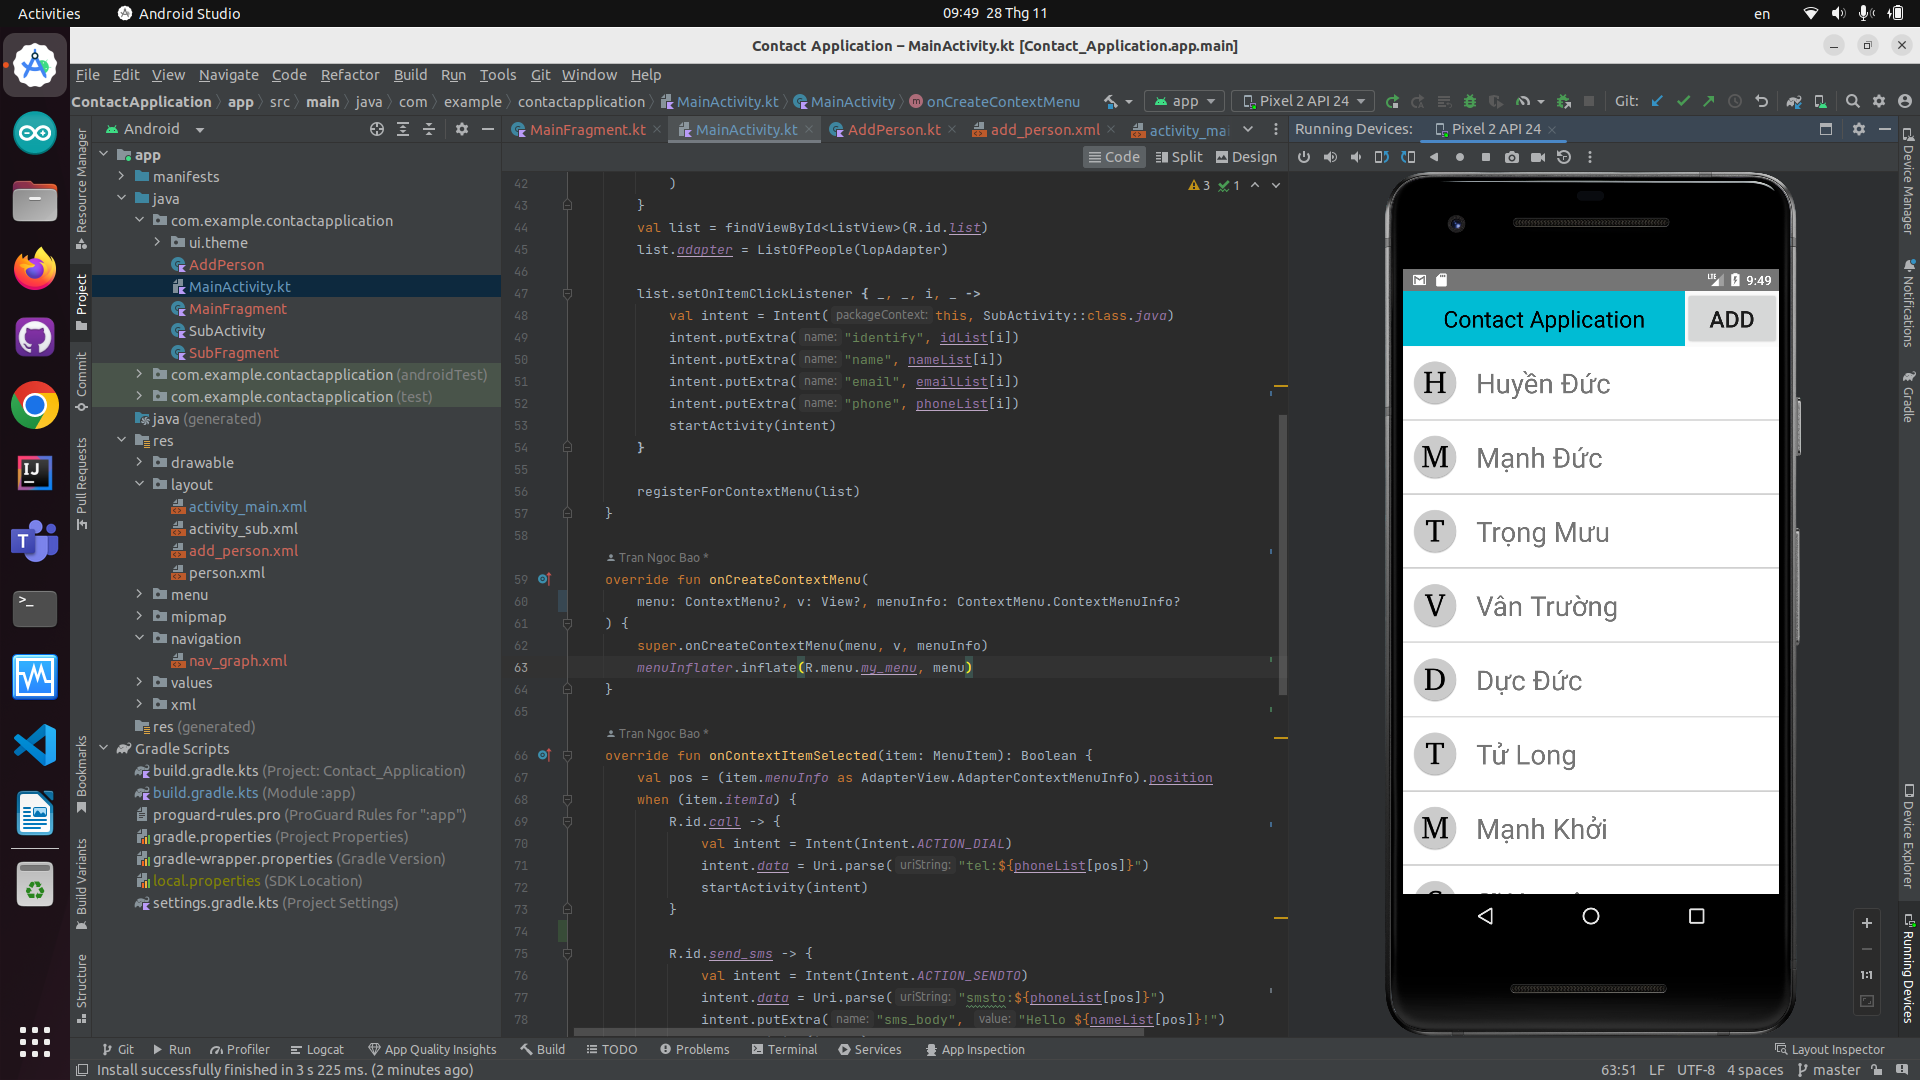 Activities
Android Studio
09:49 28 Thg 11
en
Contact Application – MainActivity.kt [Contact_Application.app.main]
File Edit View Navigate Code Refactor Build Run Tools Git Window Help
ContactApplication app src main java com example contactapplication MainActivity.kt MainActivity onCreateContextMenu
app
Pixel 2 API 24
Git:
Resource Manager
Project
Commit
Pull Requests
Bookmarks
Build Variants
Structure
Android
app
manifests
java
com.example.contactapplication
ui.theme
AddPerson
MainActivity.kt
MainFragment
SubActivity
SubFragment
com.example.contactapplication (androidTest)
com.example.contactapplication (test)
java (generated)
res
drawable
layout
activity_main.xml
activity_sub.xml
add_person.xml
person.xml
menu
mipmap
navigation
nav_graph.xml
values
xml
res (generated)
Gradle Scripts
build.gradle.kts (Project: Contact_Application)
build.gradle.kts (Module :app)
proguard-rules.pro (ProGuard Rules for ":app")
gradle.properties (Project Properties)
gradle-wrapper.properties (Gradle Version)
local.properties (SDK Location)
settings.gradle.kts (Project Settings)
MainFragment.kt MainActivity.kt AddPerson.kt add_person.xml activity_mai
Code Split Design
3 1
42 )
43 }
44 val list = findViewById<ListView>(R.id.list)
45 list.adapter = ListOfPeople(lopAdapter)
46
47 list.setOnItemClickListener { _, _, i, _ ->
48 val intent = Intent( packageContext: this, SubActivity::class.java)
49 intent.putExtra( name: "identify", idList[i])
50 intent.putExtra( name: "name", nameList[i])
51 intent.putExtra( name: "email", emailList[i])
52 intent.putExtra( name: "phone", phoneList[i])
53 startActivity(intent)
54 }
55
56 registerForContextMenu(list)
57 }
58
Tran Ngoc Bao *
59 override fun onCreateContextMenu(
60 menu: ContextMenu?, v: View?, menuInfo: ContextMenu.ContextMenuInfo?
61 ) {
62 super.onCreateContextMenu(menu, v, menuInfo)
63 menuInflater.inflate(R.menu.my_menu, menu)
64 }
65
Tran Ngoc Bao *
66 override fun onContextItemSelected(item: MenuItem): Boolean {
67 val pos = (item.menuInfo as AdapterView.AdapterContextMenuInfo).position
68 when (item.itemId) {
69 R.id.call -> {
70 val intent = Intent(Intent.ACTION_DIAL)
71 intent.data = Uri.parse( uriString: "tel:${phoneList[pos]}")
72 startActivity(intent)
73 }
74
75 R.id.send_sms -> {
76 val intent = Intent(Intent.ACTION_SENDTO)
77 intent.data = Uri.parse( uriString: "smsto:${phoneList[pos]}")
78 intent.putExtra( name: "sms_body", value: "Hello ${nameList[pos]}!")
Running Devices: Pixel 2 API 24
LTE 9:49
Contact Application ADD
H Huyền Đức
M Mạnh Đức
T Trọng Mưu
V Vân Trường
D Dực Đức
T Tử Long
M Mạnh Khởi
1:1
Device Manager
Notifications
Gradle
Device Explorer
Running Devices
Git Run Profiler Logcat App Quality Insights Build TODO Problems Terminal Services App Inspection Layout Inspector
Install successfully finished in 3 s 225 ms. (2 minutes ago)
63:51 LF UTF-8 4 spaces master